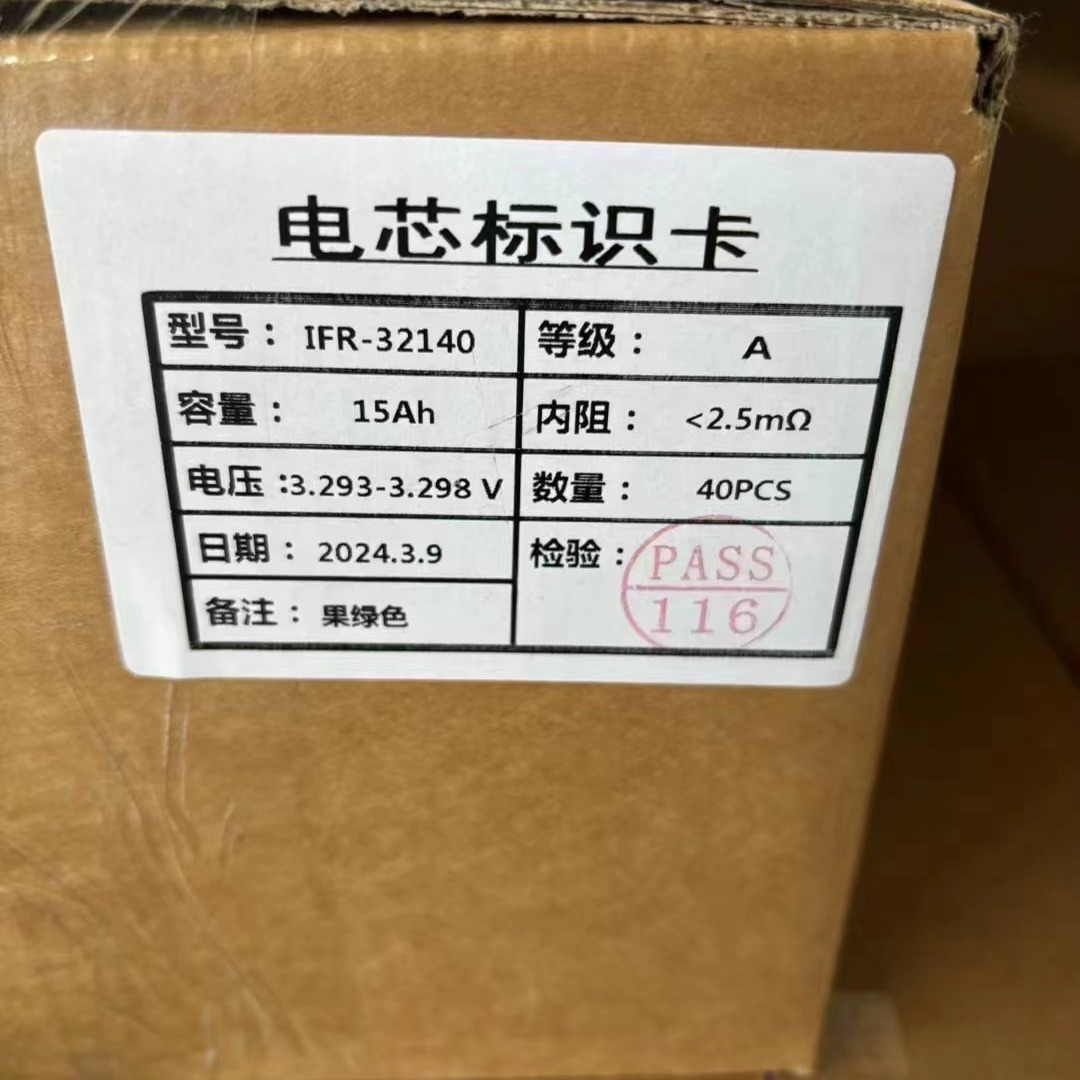 电芯标识卡
型号： IFR-32140 等级： A
容量： 15Ah 内阻： <2.5mΩ
电压：3.293-3.298 V 数量： 40PCS
日期： 2024.3.9 检验： PASS
116
备注： 果绿色